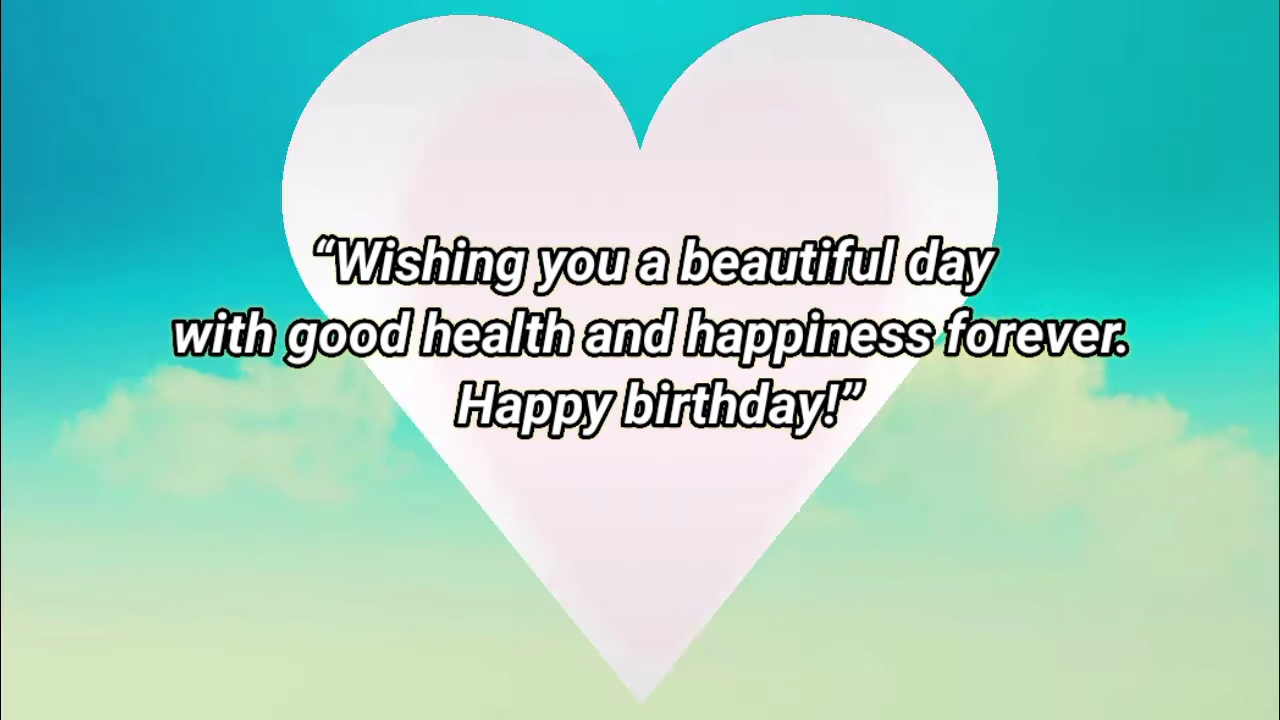 “Wishing you a beautiful day
with good health and happiness forever.
Happy birthday!”